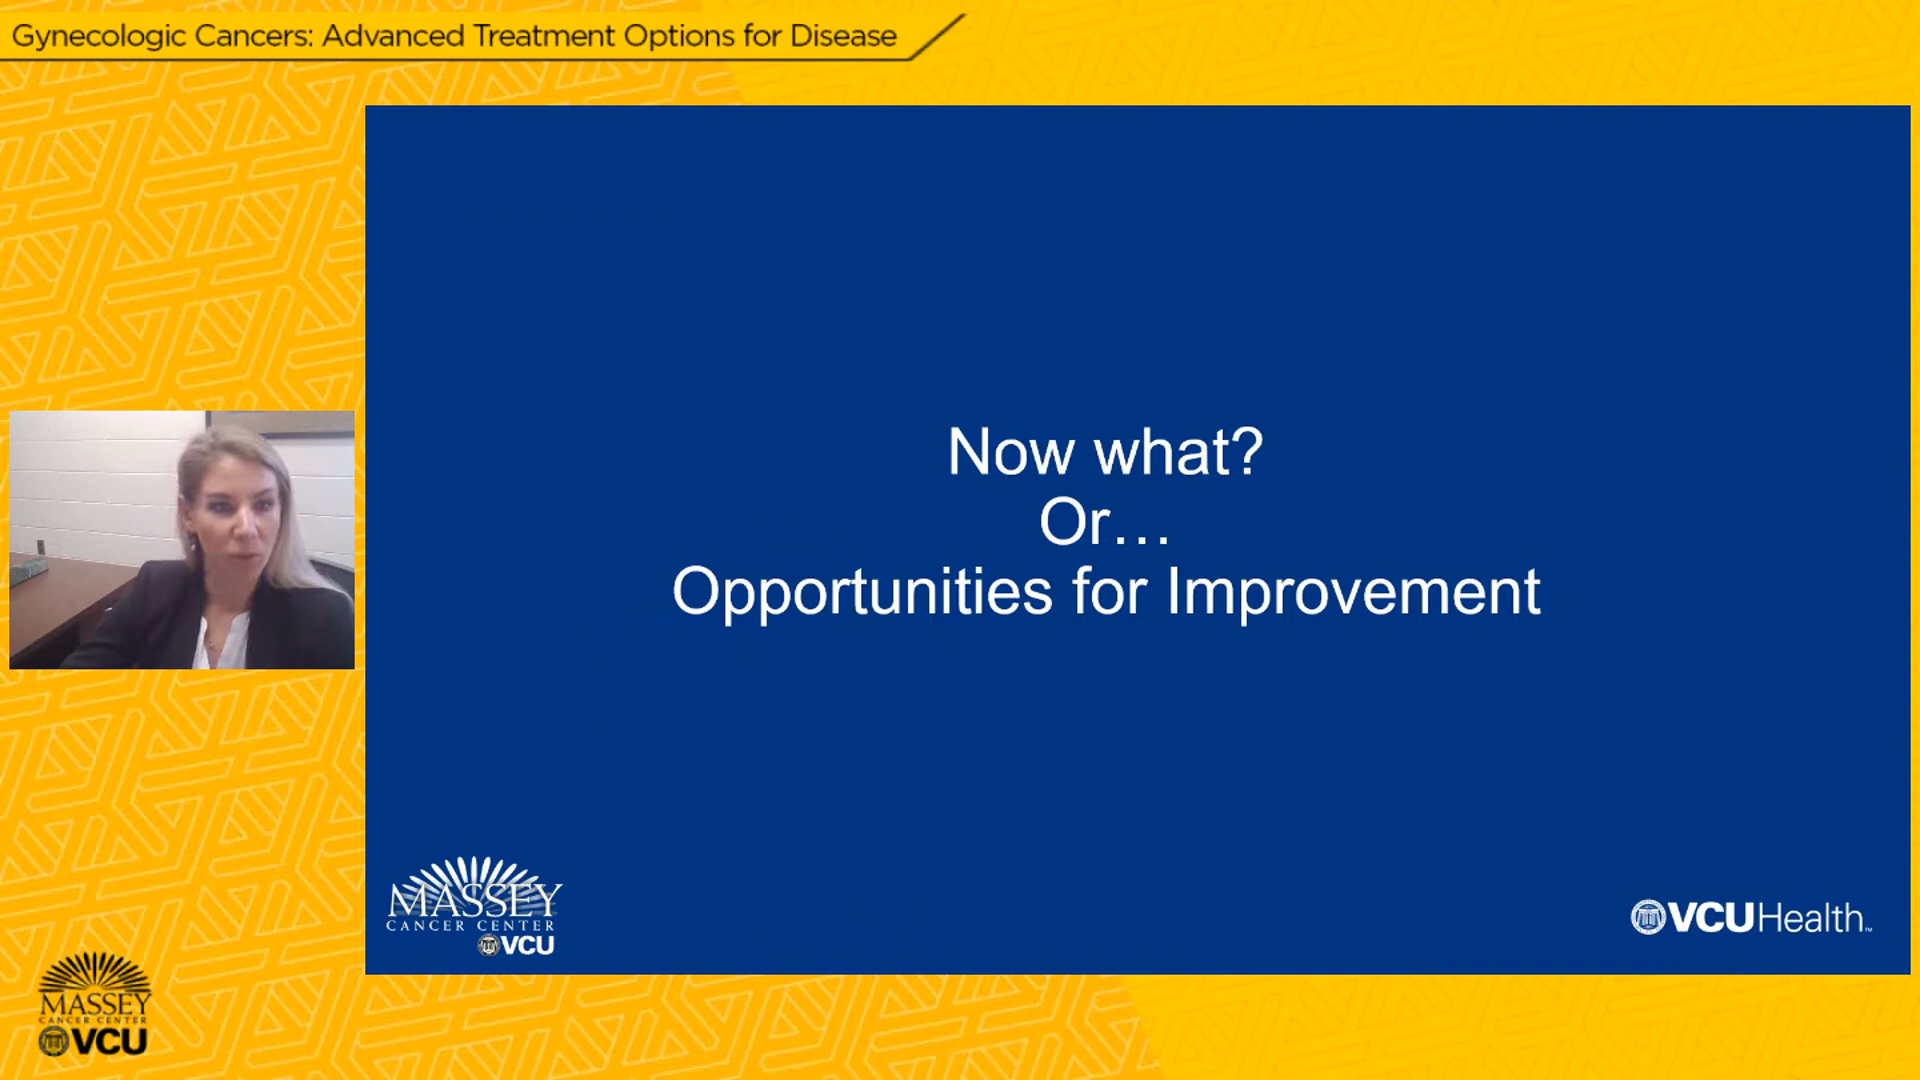 Gynecologic Cancers: Advanced Treatment Options for Disease
Now what?
Or…
Opportunities for Improvement
MASSEY
CANCER CENTER
VCU
VCUHealth™
MASSEY
CANCER CENTER
VCU